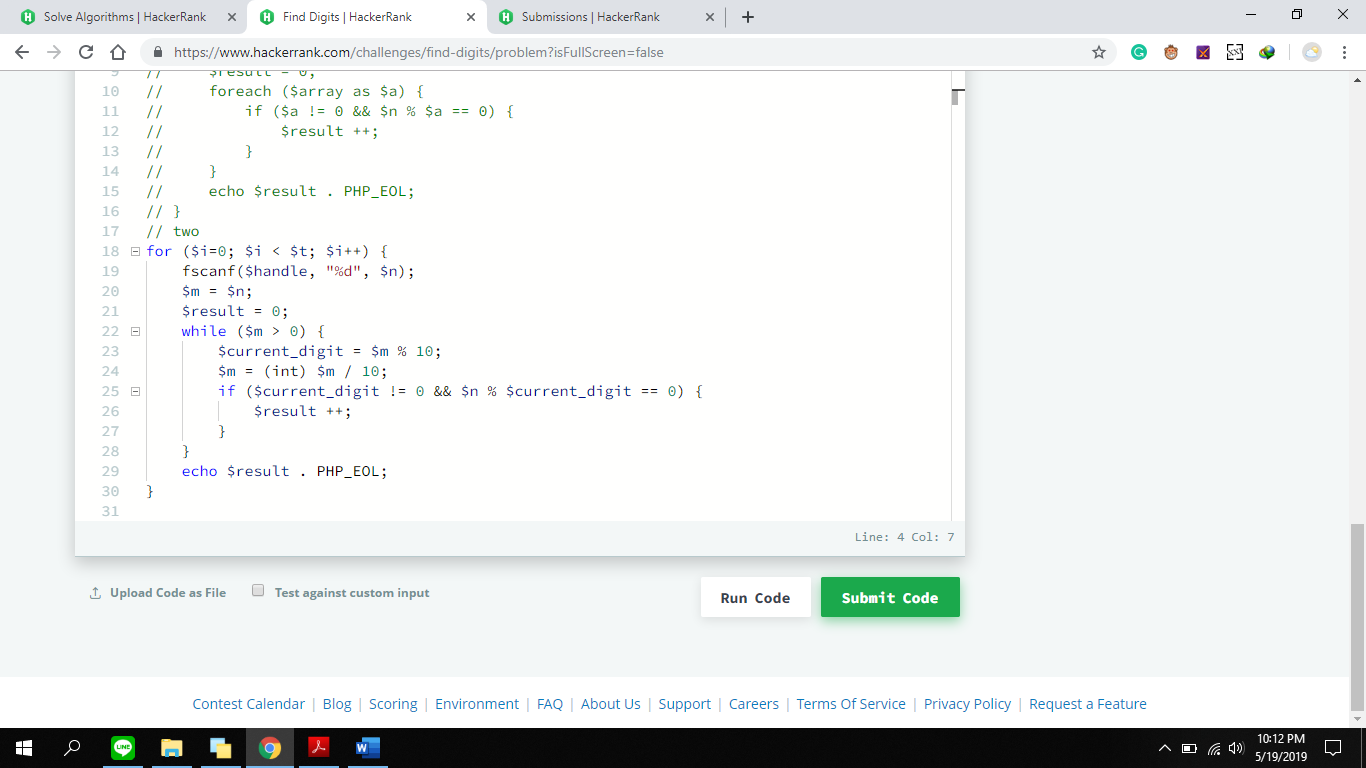 Solve Algorithms | HackerRank
Find Digits | HackerRank
Submissions | HackerRank
https://www.hackerrank.com/challenges/find-digits/problem?isFullScreen=false
9 // $result = 0;
10 // foreach ($array as $a) {
11 // if ($a != 0 && $n % $a == 0) {
12 // $result ++;
13 // }
14 // }
15 // echo $result . PHP_EOL;
16 // }
17 // two
18 for ($i=0; $i < $t; $i++) {
19 fscanf($handle, "%d", $n);
20 $m = $n;
21 $result = 0;
22 while ($m > 0) {
23 $current_digit = $m % 10;
24 $m = (int) $m / 10;
25 if ($current_digit != 0 && $n % $current_digit == 0) {
26 $result ++;
27 }
28 }
29 echo $result . PHP_EOL;
30 }
31
Line: 4 Col: 7
Upload Code as File
Test against custom input
Run Code
Submit Code
Contest Calendar | Blog | Scoring | Environment | FAQ | About Us | Support | Careers | Terms Of Service | Privacy Policy | Request a Feature
LINE
W
10:12 PM
5/19/2019